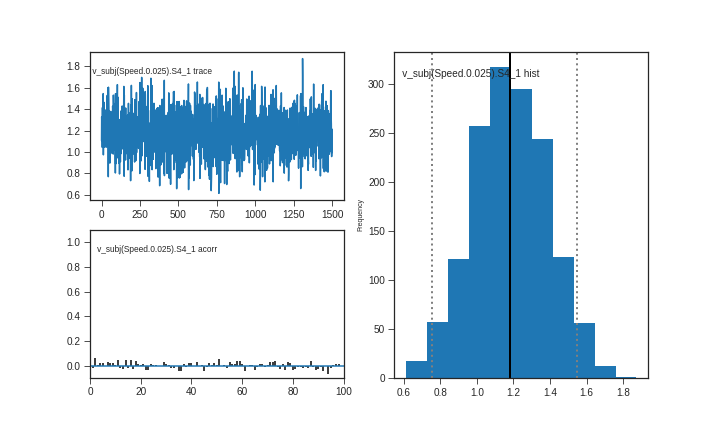 v_subj(Speed.0.025).S4_1 trace
1.8
1.6
1.4
1.2
1.0
0.8
0.6
0 250 500 750 1000 1250 1500
v_subj(Speed.0.025).S4_1 acorr
1.0
0.8
0.6
0.4
0.2
0.0
0 20 40 60 80 100
v_subj(Speed.0.025).S4_1 hist
Frequency
300
250
200
150
100
50
0
0.6 0.8 1.0 1.2 1.4 1.6 1.8